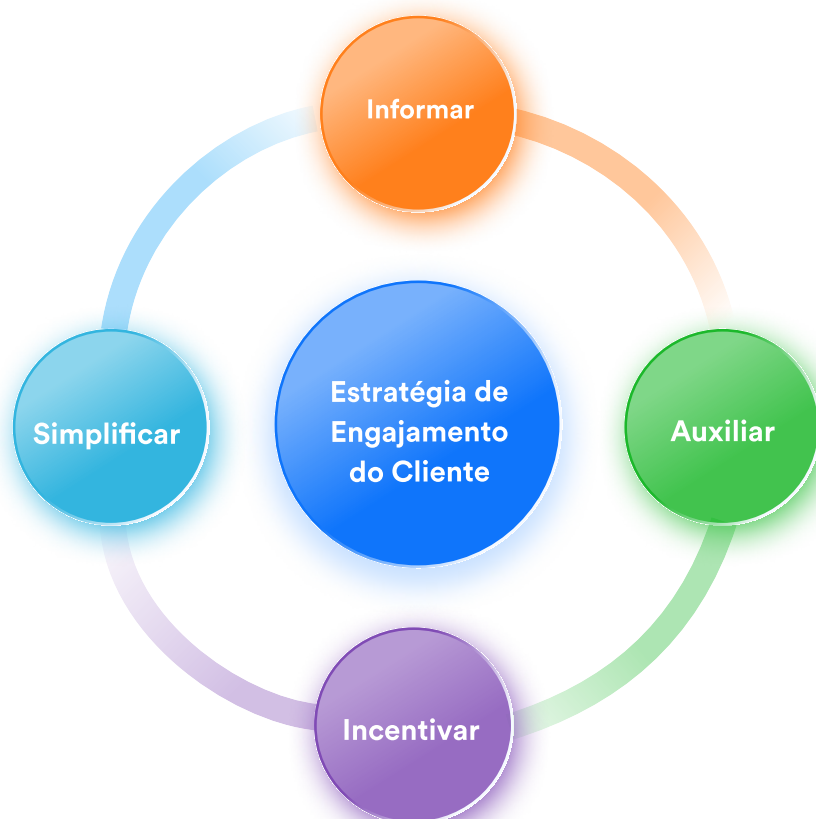 Informar
Estratégia de
Engajamento
do Cliente
Simplificar
Auxiliar
Incentivar